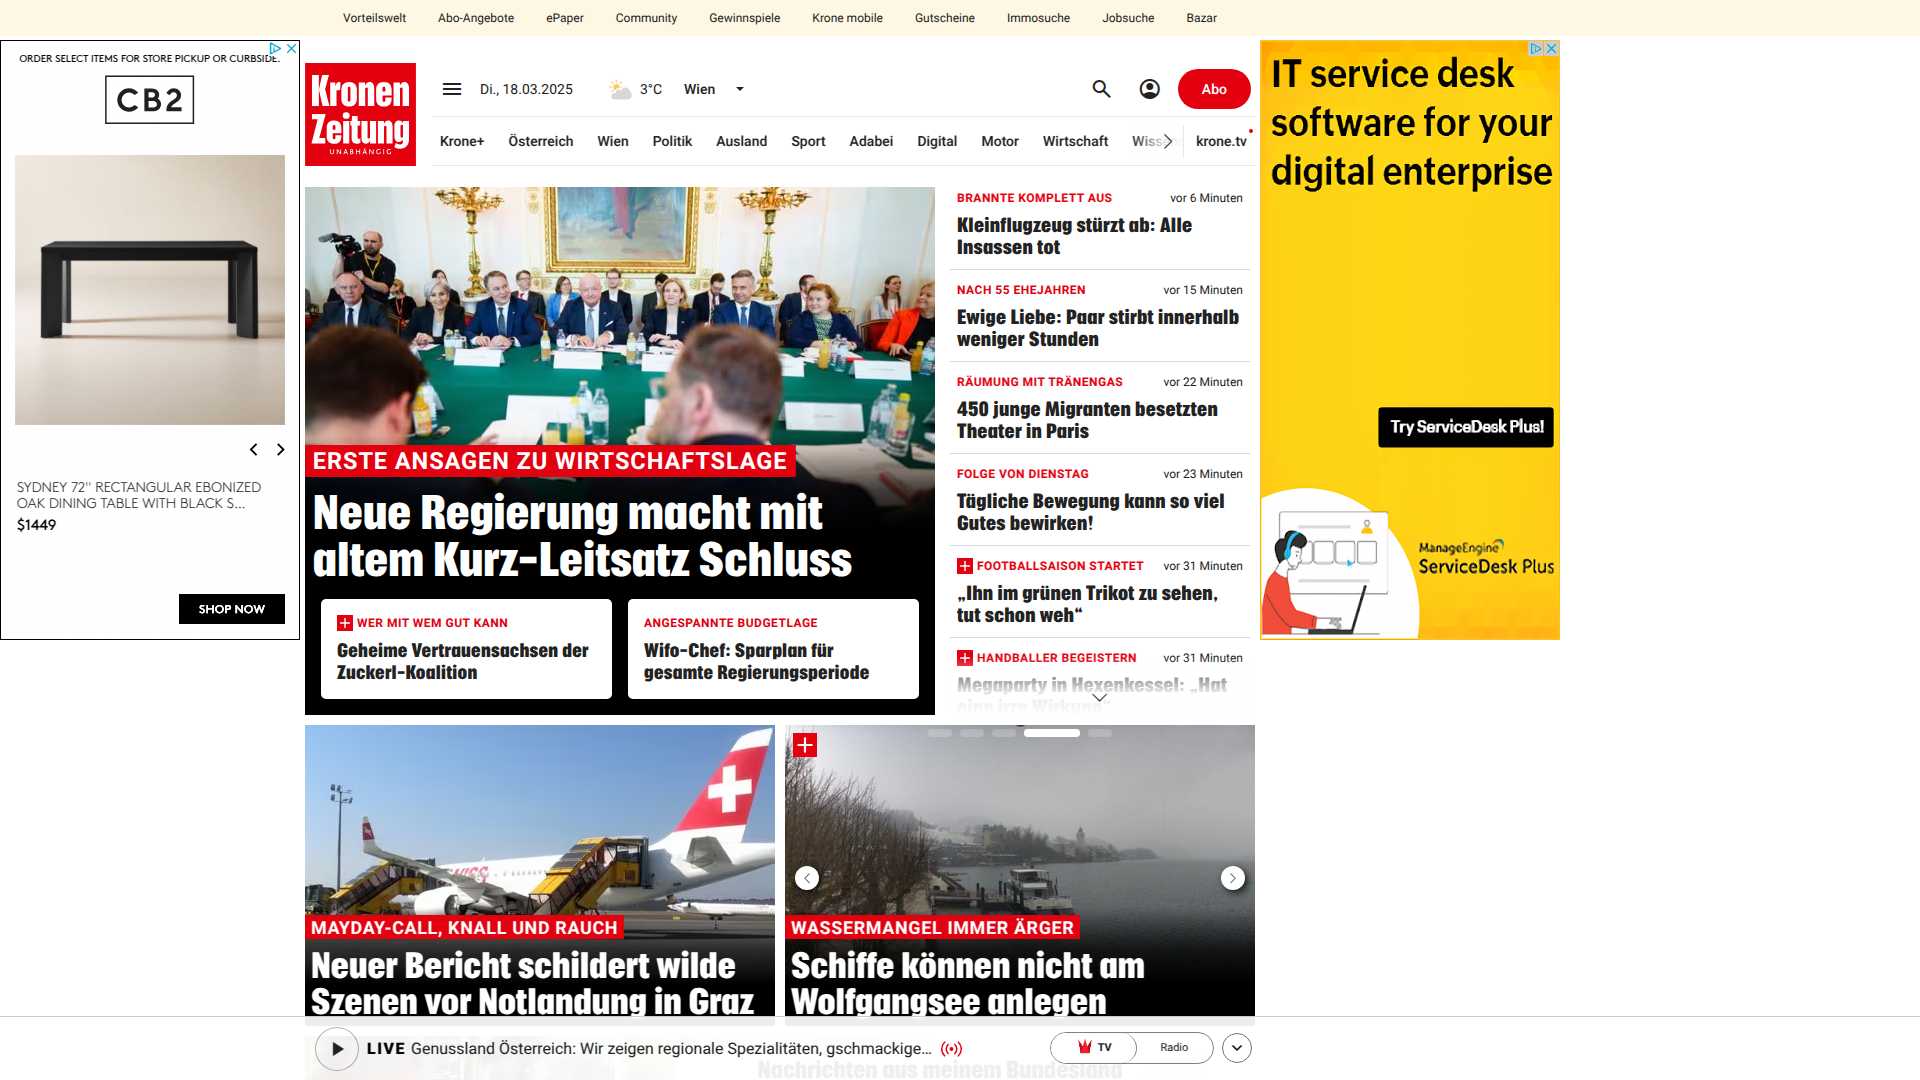 Vorteilswelt
Abo-Angebote
ePaper
Community
Gewinnspiele
Krone mobile
Gutscheine
Immosuche
Jobsuche
Bazar
ORDER SELECT ITEMS FOR STORE PICKUP OR CURBSIDE.
CB2
SYDNEY 72" RECTANGULAR EBONIZED
OAK DINING TABLE WITH BLACK S...
$1449
SHOP NOW
Kronen
Zeitung
UNABHÄNGIG
Di., 18.03.2025
3°C
Wien
Abo
Krone+
Österreich
Wien
Politik
Ausland
Sport
Adabei
Digital
Motor
Wirtschaft
krone.tv
ERSTE ANSAGEN ZU WIRTSCHAFTSLAGE
Neue Regierung macht mit
altem Kurz-Leitsatz Schluss
WER MIT WEM GUT KANN
Geheime Vertrauensachsen der
Zuckerl-Koalition
ANGESPANNTE BUDGETLAGE
Wifo-Chef: Sparplan für
gesamte Regierungsperiode
BRANNTE KOMPLETT AUS
vor 6 Minuten
Kleinflugzeug stürzt ab: Alle
Insassen tot
NACH 55 EHEJAHREN
vor 15 Minuten
Ewige Liebe: Paar stirbt innerhalb
weniger Stunden
RÄUMUNG MIT TRÄNENGAS
vor 22 Minuten
450 junge Migranten besetzten
Theater in Paris
FOLGE VON DIENSTAG
vor 23 Minuten
Tägliche Bewegung kann so viel
Gutes bewirken!
FOOTBALLSAISON STARTET
vor 31 Minuten
„Ihn im grünen Trikot zu sehen,
tut schon weh“
HANDBALLER BEGEISTERN
vor 31 Minuten
Megaparty in Hexenkessel: „Hat
eine irre Wirkung“
IT service desk
software for your
digital enterprise
Try ServiceDesk Plus!
ManageEngine
ServiceDesk Plus
MAYDAY-CALL, KNALL UND RAUCH
Neuer Bericht schildert wilde
Szenen vor Notlandung in Graz
WASSERMANGEL IMMER ÄRGER
Schiffe können nicht am
Wolfgangsee anlegen
LIVE Genussland Österreich: Wir zeigen regionale Spezialitäten, gschmackige...
TV
Radio
Nachrichten aus meinem Bundesland